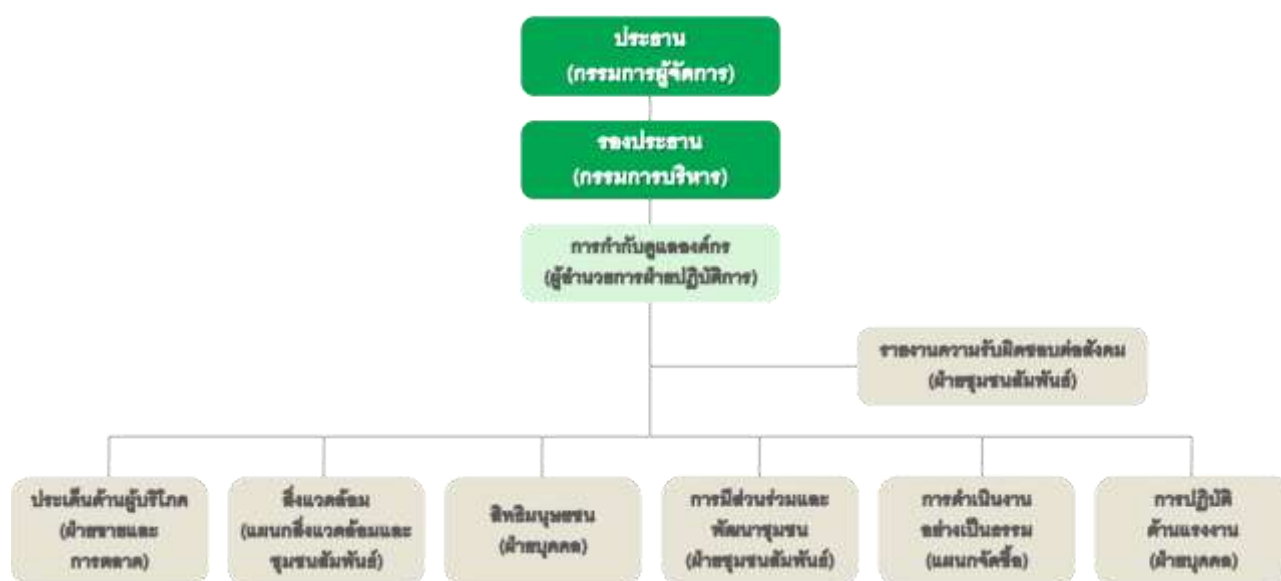 ประธาน
(กรรมการผู้จัดการ)
รองประธาน
(กรรมการบริหาร)
การกำกับดูแลองค์กร
(ผู้อำนวยการฝ่ายปฏิบัติการ)
รายงานความรับผิดชอบต่อสังคม
(ฝ่ายชุมชนสัมพันธ์)
ประเด็นด้านผู้บริโภค
(ฝ่ายขายและ
การตลาด)
สิ่งแวดล้อม
(แผนกสิ่งแวดล้อมและ
ชุมชนสัมพันธ์)
สิทธิมนุษยชน
(ฝ่ายบุคคล)
การมีส่วนร่วมและ
พัฒนาชุมชน
(ฝ่ายชุมชนสัมพันธ์)
การดำเนินงาน
อย่างเป็นธรรม
(แผนกจัดซื้อ)
การปฏิบัติ
ด้านแรงงาน
(ฝ่ายบุคคล)